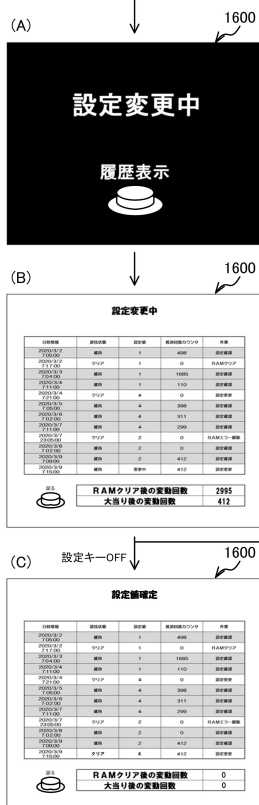 (A)
1600
設定変更中
履歴表示
(B)
1600
設定変更中
日時情報 遊技状態 設定値 救済回数カウンタ 作業
2020/3/2 7:05:00 維持 1 498 設定確認
2020/3/2 7:17:00 クリア 1 0 RAMクリア
2020/3/3 7:04:00 維持 1 1685 設定確認
2020/3/4 7:11:00 維持 1 110 設定確認
2020/3/4 7:21:00 クリア 4 0 設定変更
2020/3/5 7:05:00 維持 4 398 設定確認
2020/3/6 7:02:00 維持 4 311 設定確認
2020/3/7 7:11:00 維持 4 299 設定確認
2020/3/7 23:05:00 クリア 2 0 RAMエラー解除
2020/3/8 7:02:00 維持 2 0 設定確認
2020/3/9 7:09:00 維持 2 412 設定確認
2020/3/9 7:15:00 維持 変更中 412 設定変更
戻る
RAMクリア後の変動回数 2995
大当り後の変動回数 412
設定キーOFF
(C)
1600
設定値確定
日時情報 遊技状態 設定値 救済回数カウンタ 作業
2020/3/2 7:05:00 維持 1 498 設定確認
2020/3/2 7:17:00 クリア 1 0 RAMクリア
2020/3/3 7:04:00 維持 1 1685 設定確認
2020/3/4 7:11:00 維持 1 110 設定確認
2020/3/4 7:21:00 クリア 4 0 設定変更
2020/3/5 7:05:00 維持 4 398 設定確認
2020/3/6 7:02:00 維持 4 311 設定確認
2020/3/7 7:11:00 維持 4 299 設定確認
2020/3/7 23:05:00 クリア 2 0 RAMエラー解除
2020/3/8 7:02:00 維持 2 0 設定確認
2020/3/9 7:09:00 維持 2 412 設定確認
2020/3/9 7:15:00 クリア 4 412 設定変更
戻る
RAMクリア後の変動回数 0
大当り後の変動回数 0